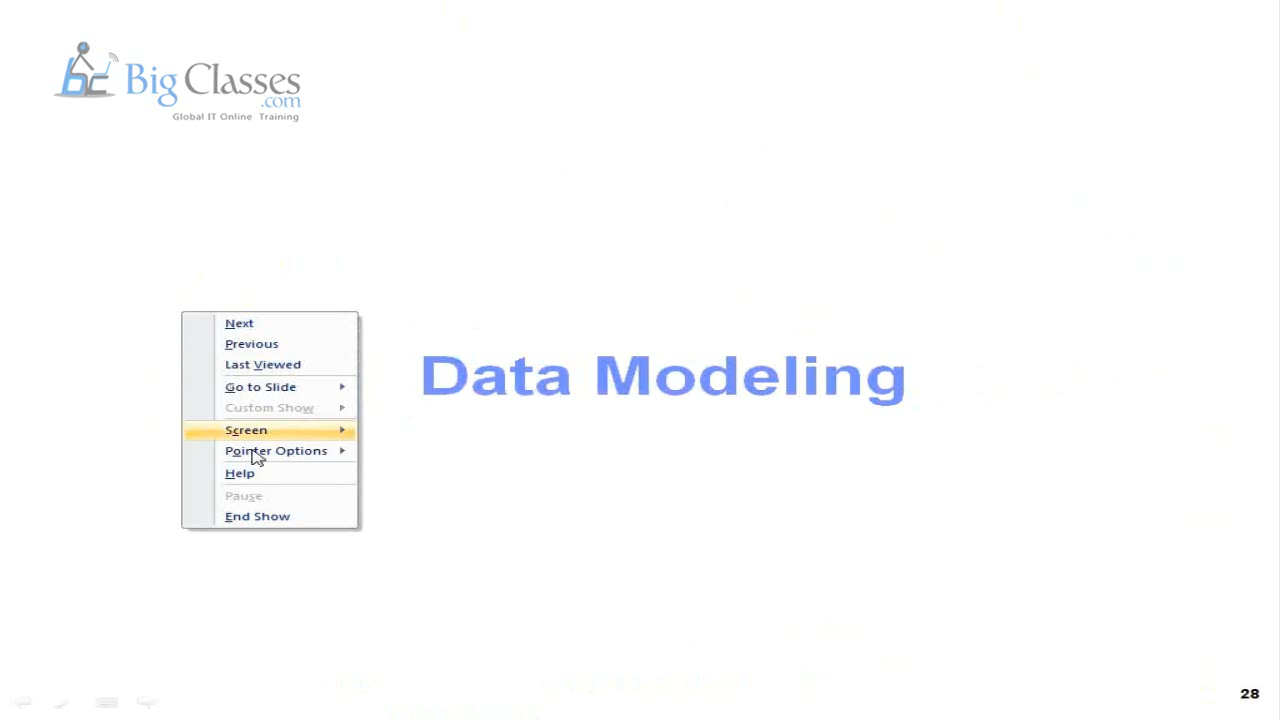 Big Classes
.com
Global IT Online Training
Next
Previous
Last Viewed
Go to Slide
Custom Show
Screen
Pointer Options
Help
Pause
End Show
Data Modeling
28